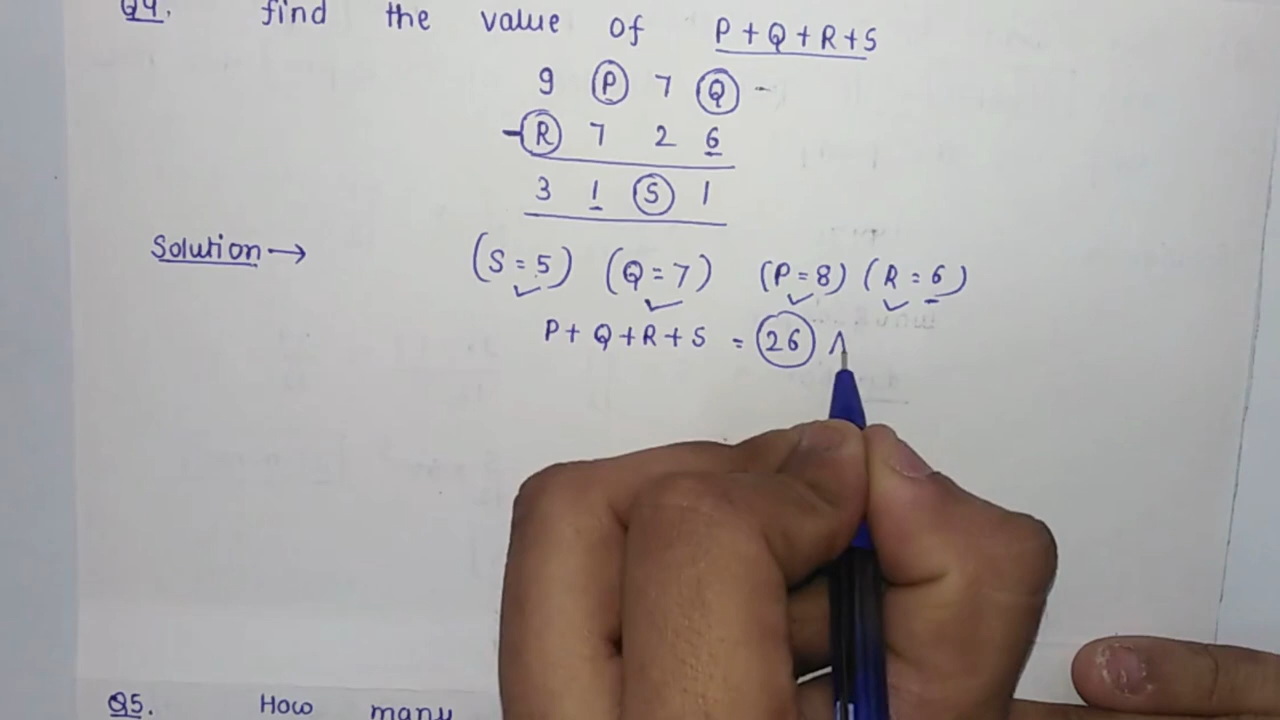 Q4. find the value of P + Q + R + S
9 P 7 Q -
- R 7 2 6
3 1 S 1
Solution → (S = 5) (Q = 7) (P = 8) (R = 6)
P + Q + R + S = 26
Q5. How many